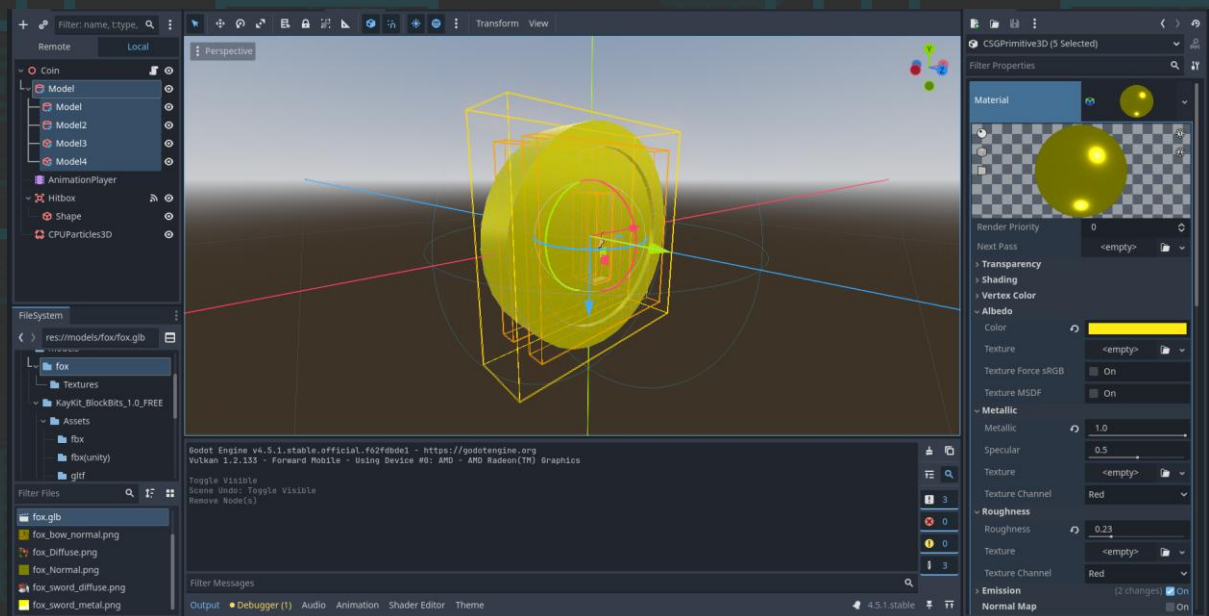 Filter: name, t:type,
Transform View
Remote Local
Coin
Model
Model
Model2
Model3
Model4
AnimationPlayer
Hitbox
Shape
CPUParticles3D
FileSystem
res://models/fox/fox.glb
models
fox
Textures
KayKit_BlockBits_1.0_FREE
Assets
fbx
fbx(unity)
gltf
Filter Files
fox.glb
fox_bow_normal.png
fox_Diffuse.png
fox_Normal.png
fox_sword_diffuse.png
fox_sword_metal.png
Perspective
Y
Z
Godot Engine v4.5.1.stable.official.f62fdbde1 - https://godotengine.org
Vulkan 1.2.133 - Forward Mobile - Using Device #0: AMD - AMD Radeon(TM) Graphics
Toggle Visible
Scene Undo: Toggle Visible
Remove Node(s)
3
0
0
3
Filter Messages
Output Debugger (1) Audio Animation Shader Editor Theme
4.5.1.stable
CSGPrimitive3D (5 Selected)
Filter Properties
Material
Render Priority 0
Next Pass <empty>
Transparency
Shading
Vertex Color
Albedo
Color
Texture <empty>
Texture Force sRGB On
Texture MSDF On
Metallic
Metallic 1.0
Specular 0.5
Texture <empty>
Texture Channel Red
Roughness
Roughness 0.23
Texture <empty>
Texture Channel Red
Emission (2 changes) On
Normal Map On